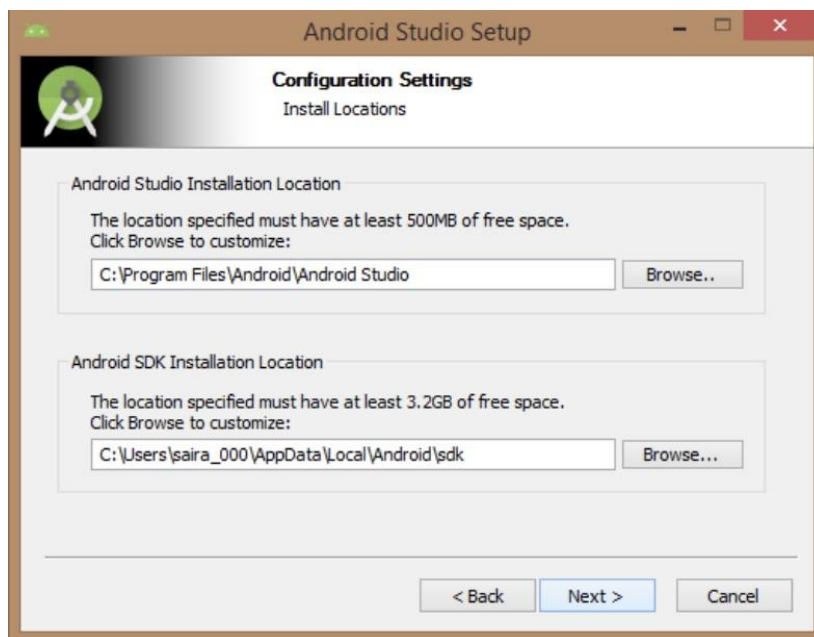 Android Studio Setup
Configuration Settings
Install Locations
Android Studio Installation Location
The location specified must have at least 500MB of free space.
Click Browse to customize:
C:\Program Files\Android\Android Studio
Browse..
Android SDK Installation Location
The location specified must have at least 3.2GB of free space.
Click Browse to customize:
C:\Users\saira_000\AppData\Local\Android\sdk
Browse...
< Back
Next >
Cancel